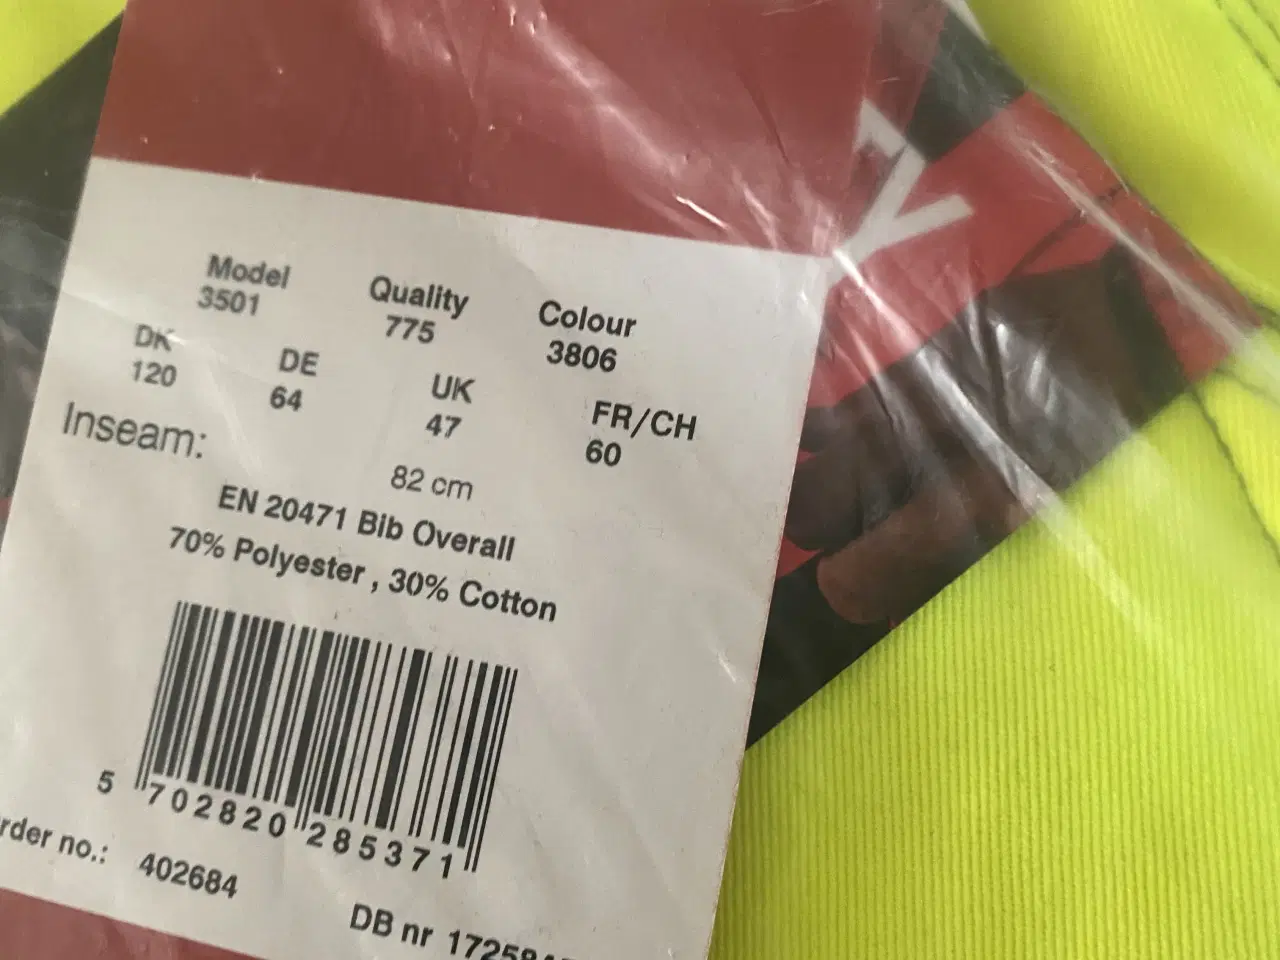 Model Quality Colour
3501 775 3806
DK DE UK FR/CH
120 64 47 60
Inseam: 82 cm
EN 20471 Bib Overall
70% Polyester , 30% Cotton
5 702820 285371
rder no.: 402684
DB nr